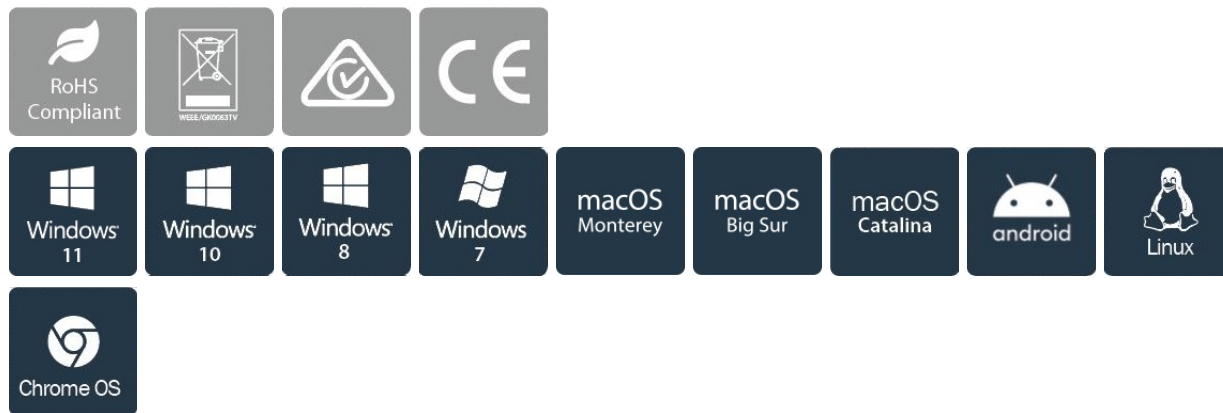 RoHS
Compliant
WEEE/GK0063TV
CE
Windows
11
Windows
10
Windows
8
Windows
7
macOS
Monterey
macOS
Big Sur
macOS
Catalina
android
Linux
Chrome OS